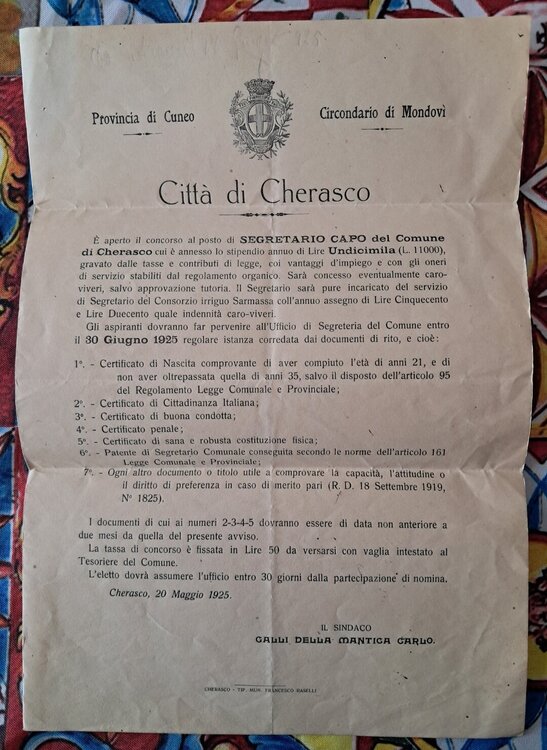 Provincia di Cuneo
Circondario di Mondovì
Città di Cherasco
È aperto il concorso al posto di SEGRETARIO CAPO del Comune
di Cherasco cui è annesso lo stipendio annuo di Lire Undicimila (L. 11000),
gravato dalle tasse e contributi di legge, coi vantaggi d'impiego e con gli oneri
di servizio stabiliti dal regolamento organico. Sarà concesso eventualmente caro-
viveri, salvo approvazione tutoria. Il Segretario sarà pure incaricato del servizio
di Segretario del Consorzio irriguo Sarmassa coll'annuo assegno di Lire Cinquecento
e Lire Duecento quale indennità caro-viveri.
Gli aspiranti dovranno far pervenire all'Ufficio di Segreteria del Comune entro
il 30 Giugno 1925 regolare istanza corredata dai documenti di rito, e cioè:
1°. - Certificato di Nascita comprovante di aver compiuto l'età di anni 21, e di
non aver oltrepassata quella di anni 35, salvo il disposto dell'articolo 95
del Regolamento Legge Comunale e Provinciale;
2°. - Certificato di Cittadinanza Italiana;
3°. - Certificato di buona condotta;
4°. - Certificato penale;
5°. - Certificato di sana e robusta costituzione fisica;
6°. - Patente di Segretario Comunale conseguita secondo le norme dell'articolo 161
Legge Comunale e Provinciale;
7°. - Ogni altro documento o titolo utile a comprovare la capacità, l'attitudine o
il diritto di preferenza in caso di merito pari (R. D. 18 Settembre 1919,
N° 1825).
I documenti di cui ai numeri 2-3-4-5 dovranno essere di data non anteriore a
due mesi da quella del presente avviso.
La tassa di concorso è fissata in Lire 50 da versarsi con vaglia intestato al
Tesoriere del Comune.
L'eletto dovrà assumere l'ufficio entro 30 giorni dalla partecipazione di nomina.
Cherasco, 20 Maggio 1925.
IL SINDACO
GALLI DELLA MANTICA CARLO.
CHERASCO - TIP. MUN. FRANCESCO RASELLI